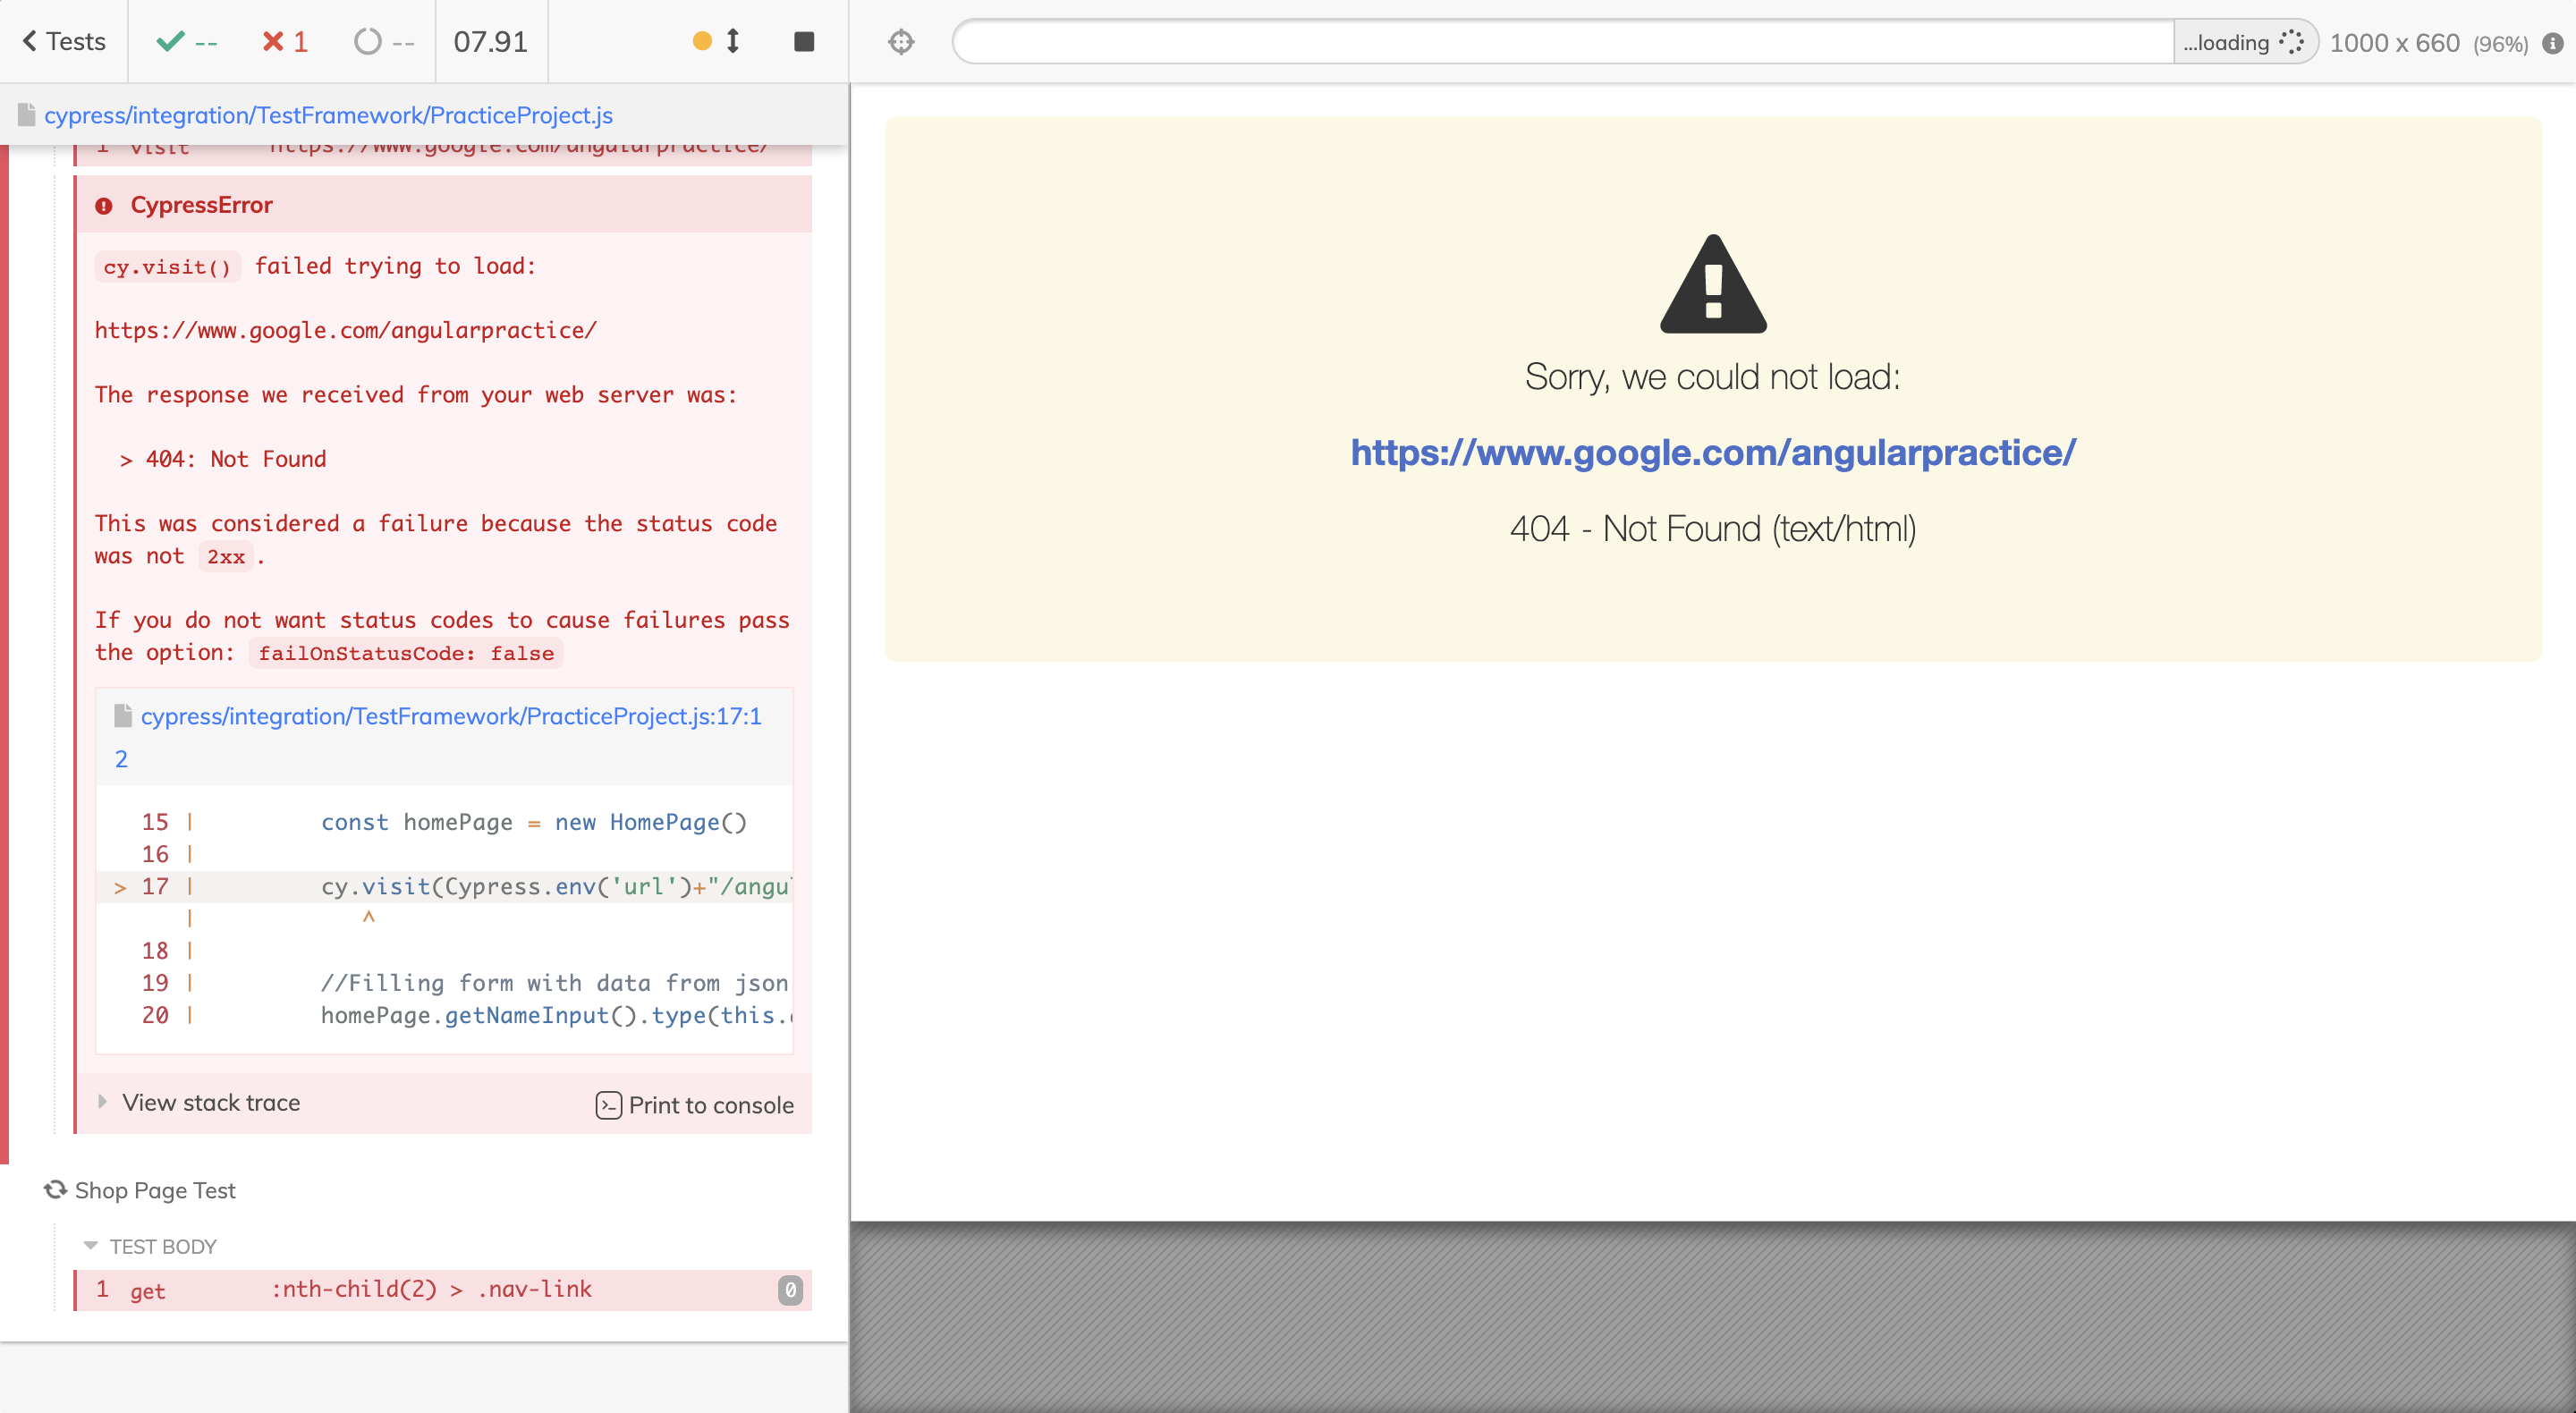 Tests
--
1
--
07.91
...loading
1000 x 660 (96%)
cypress/integration/TestFramework/PracticeProject.js
1 visit https://www.google.com/angularpractice/
CypressError
cy.visit() failed trying to load:
https://www.google.com/angularpractice/
The response we received from your web server was:
> 404: Not Found
This was considered a failure because the status code
was not 2xx.
If you do not want status codes to cause failures pass
the option: failOnStatusCode: false
cypress/integration/TestFramework/PracticeProject.js:17:1
2
15 | const homePage = new HomePage()
16 |
> 17 | cy.visit(Cypress.env('url')+"/angu
| ^
18 |
19 | //Filling form with data from json
20 | homePage.getNameInput().type(this.
View stack trace
Print to console
Shop Page Test
TEST BODY
1 get :nth-child(2) > .nav-link 0
Sorry, we could not load:
https://www.google.com/angularpractice/
404 - Not Found (text/html)